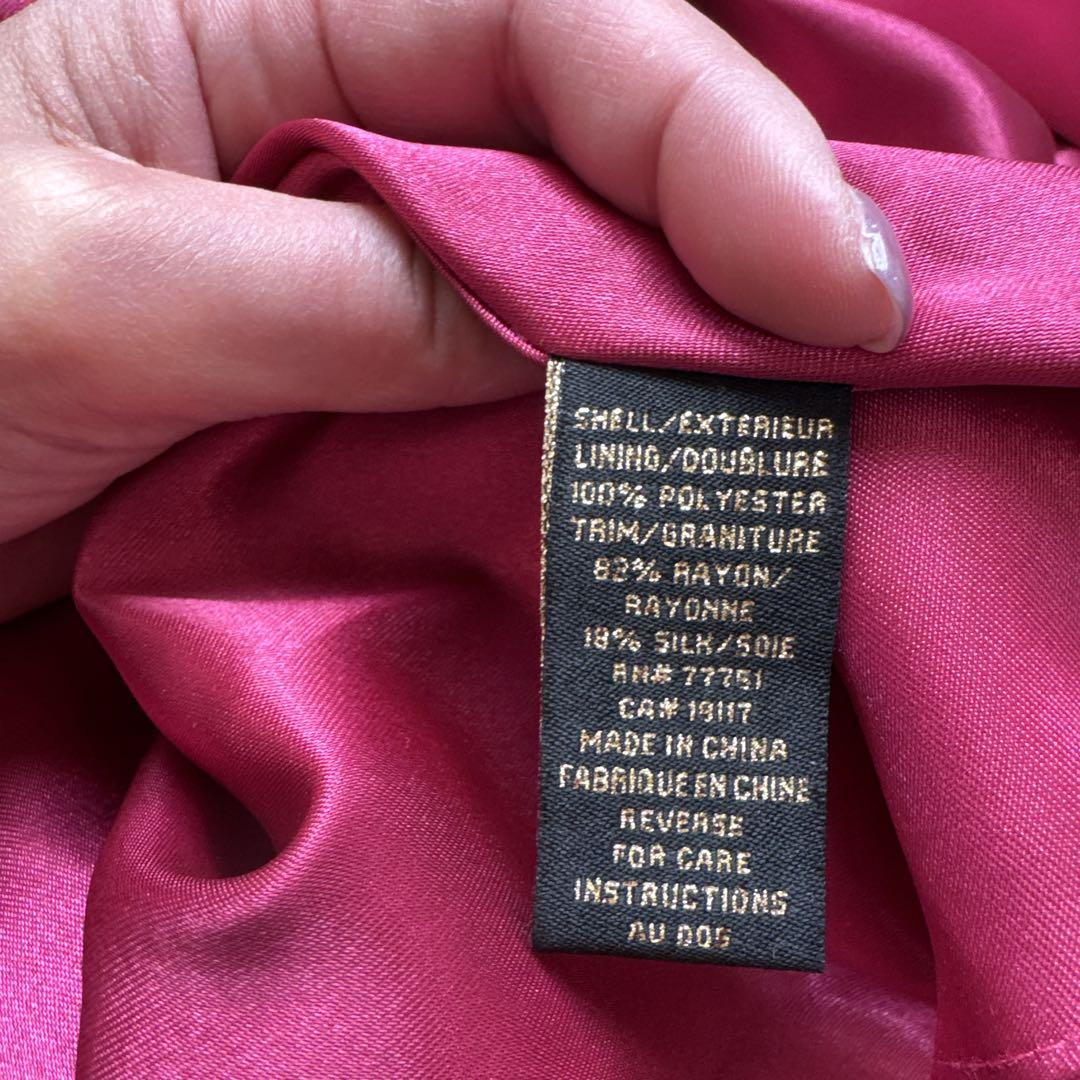 SHELL/EXTERIEUR
LINING/DOUBLURE
100% POLYESTER
TRIM/GRANITURE
82% RAYON/
RAYONNE
18% SILK/SOIE
RN# 77751
CA# 19117
MADE IN CHINA
FABRIQUE EN CHINE
REVERSE
FOR CARE
INSTRUCTIONS
AU DOS